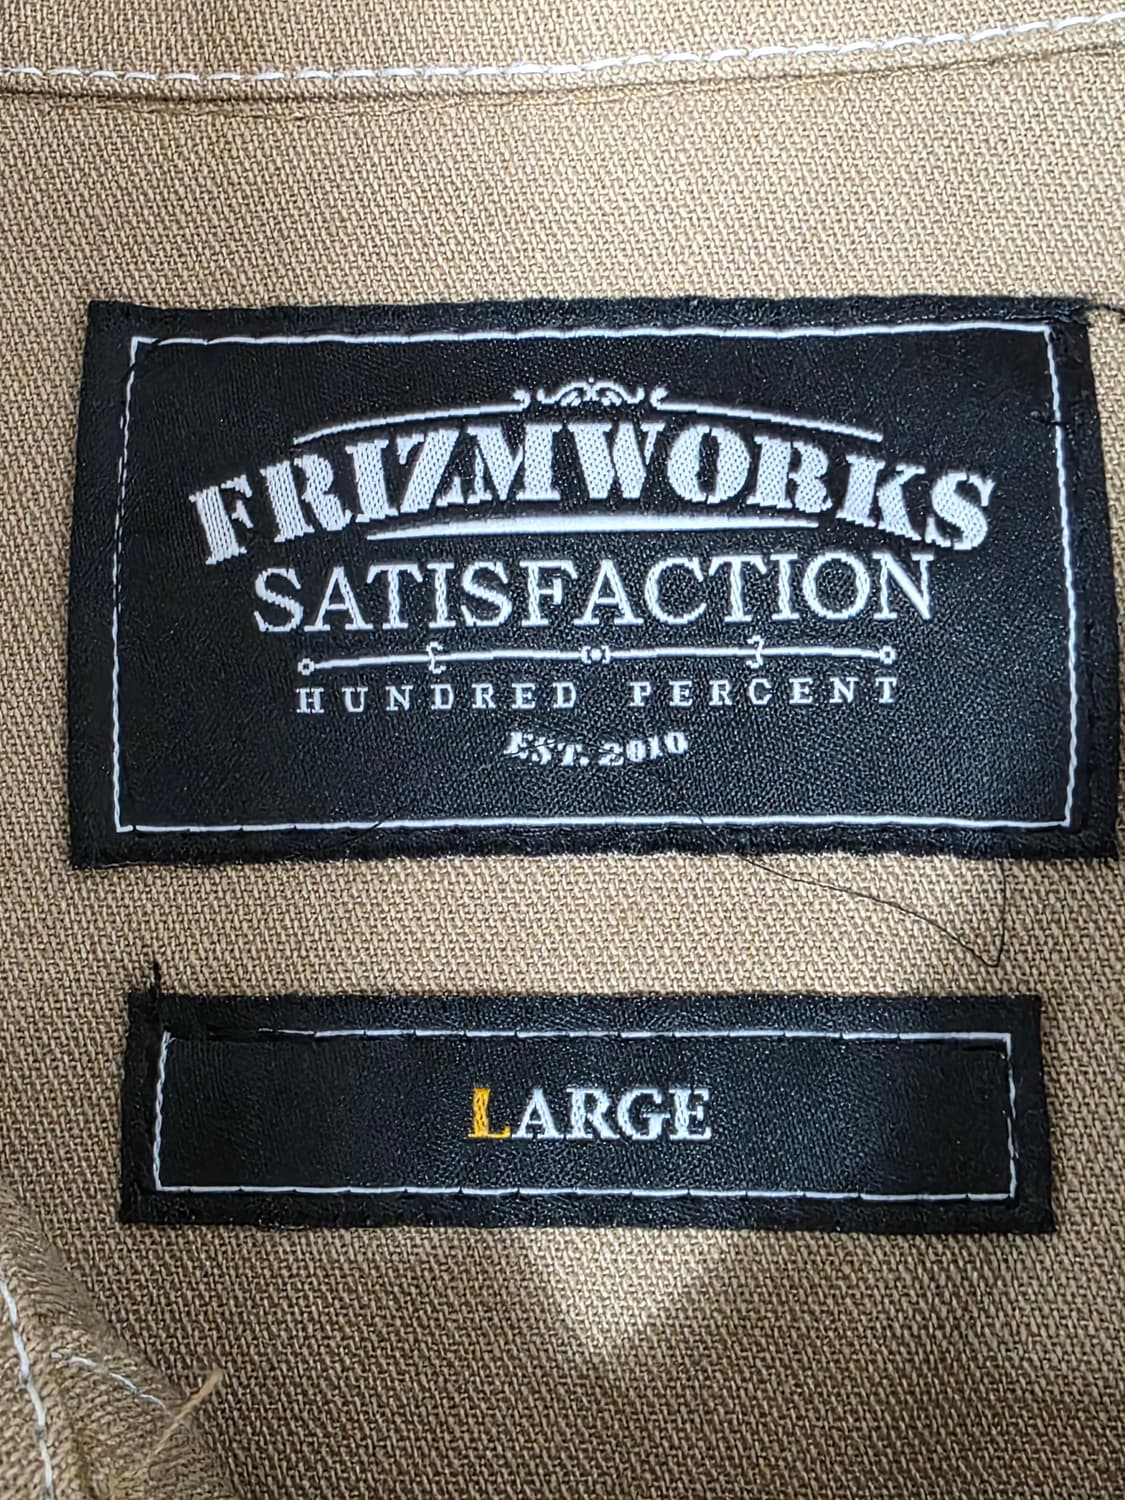 FRIZMWORKS
SATISFACTION
HUNDRED PERCENT
EST. 2010
LARGE